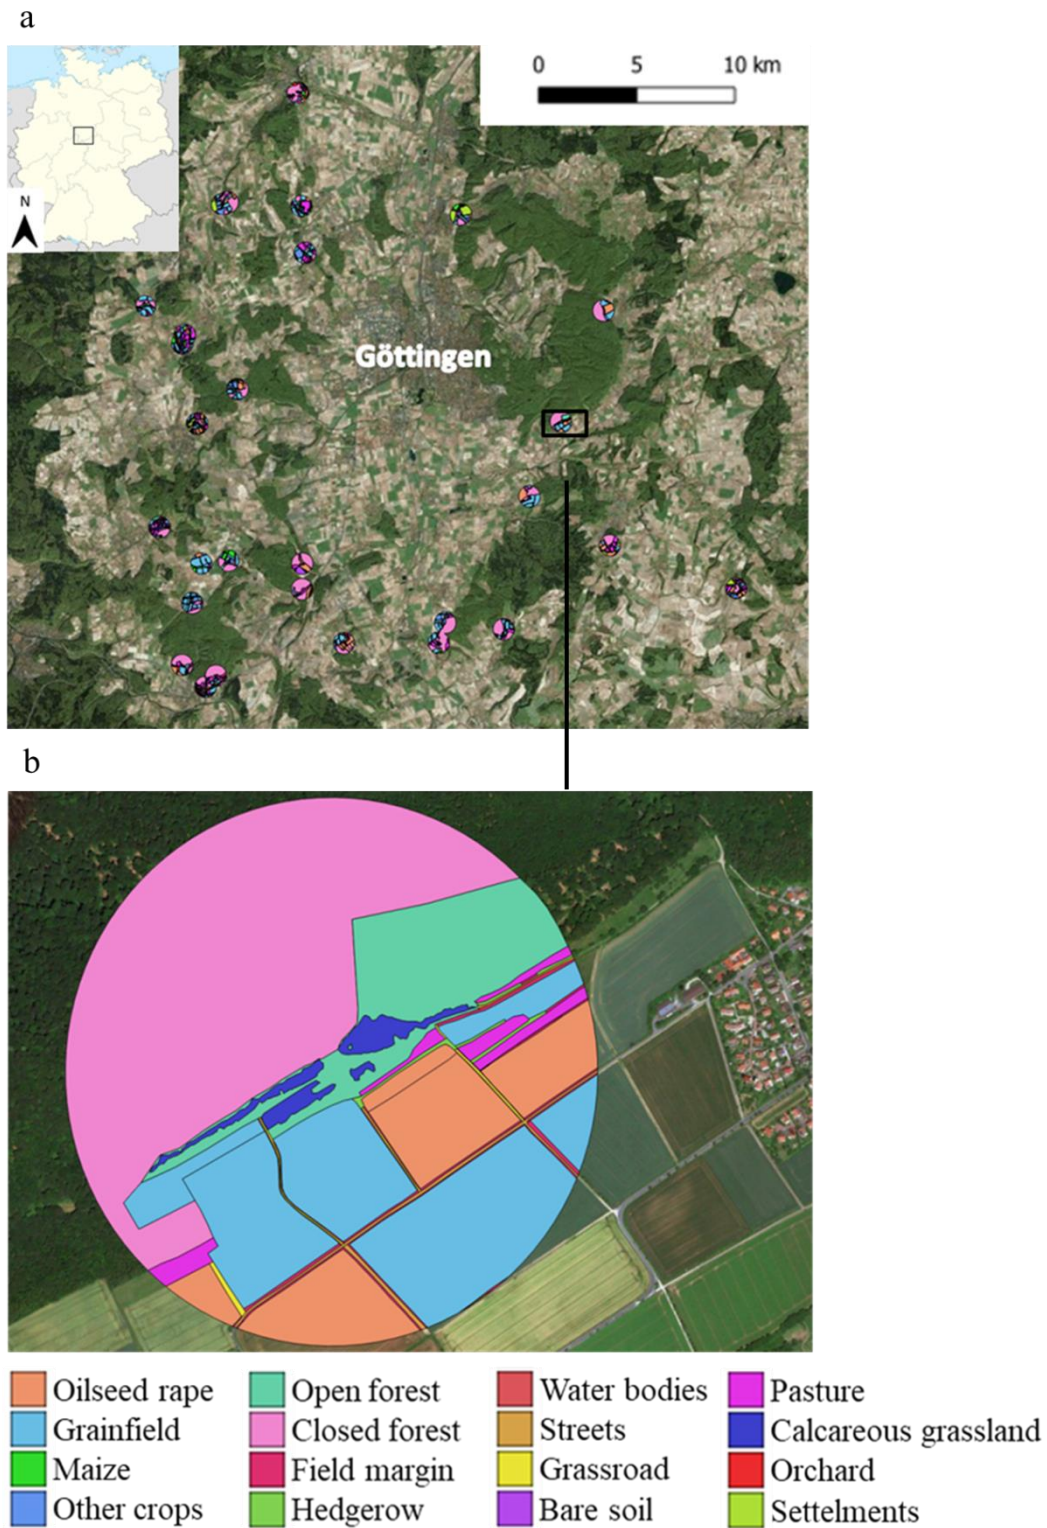 a
0 5 10 km
N
Göttingen
b
Oilseed rape Open forest Water bodies Pasture
Grainfield Closed forest Streets Calcareous grassland
Maize Field margin Grassroad Orchard
Other crops Hedgerow Bare soil Settelments